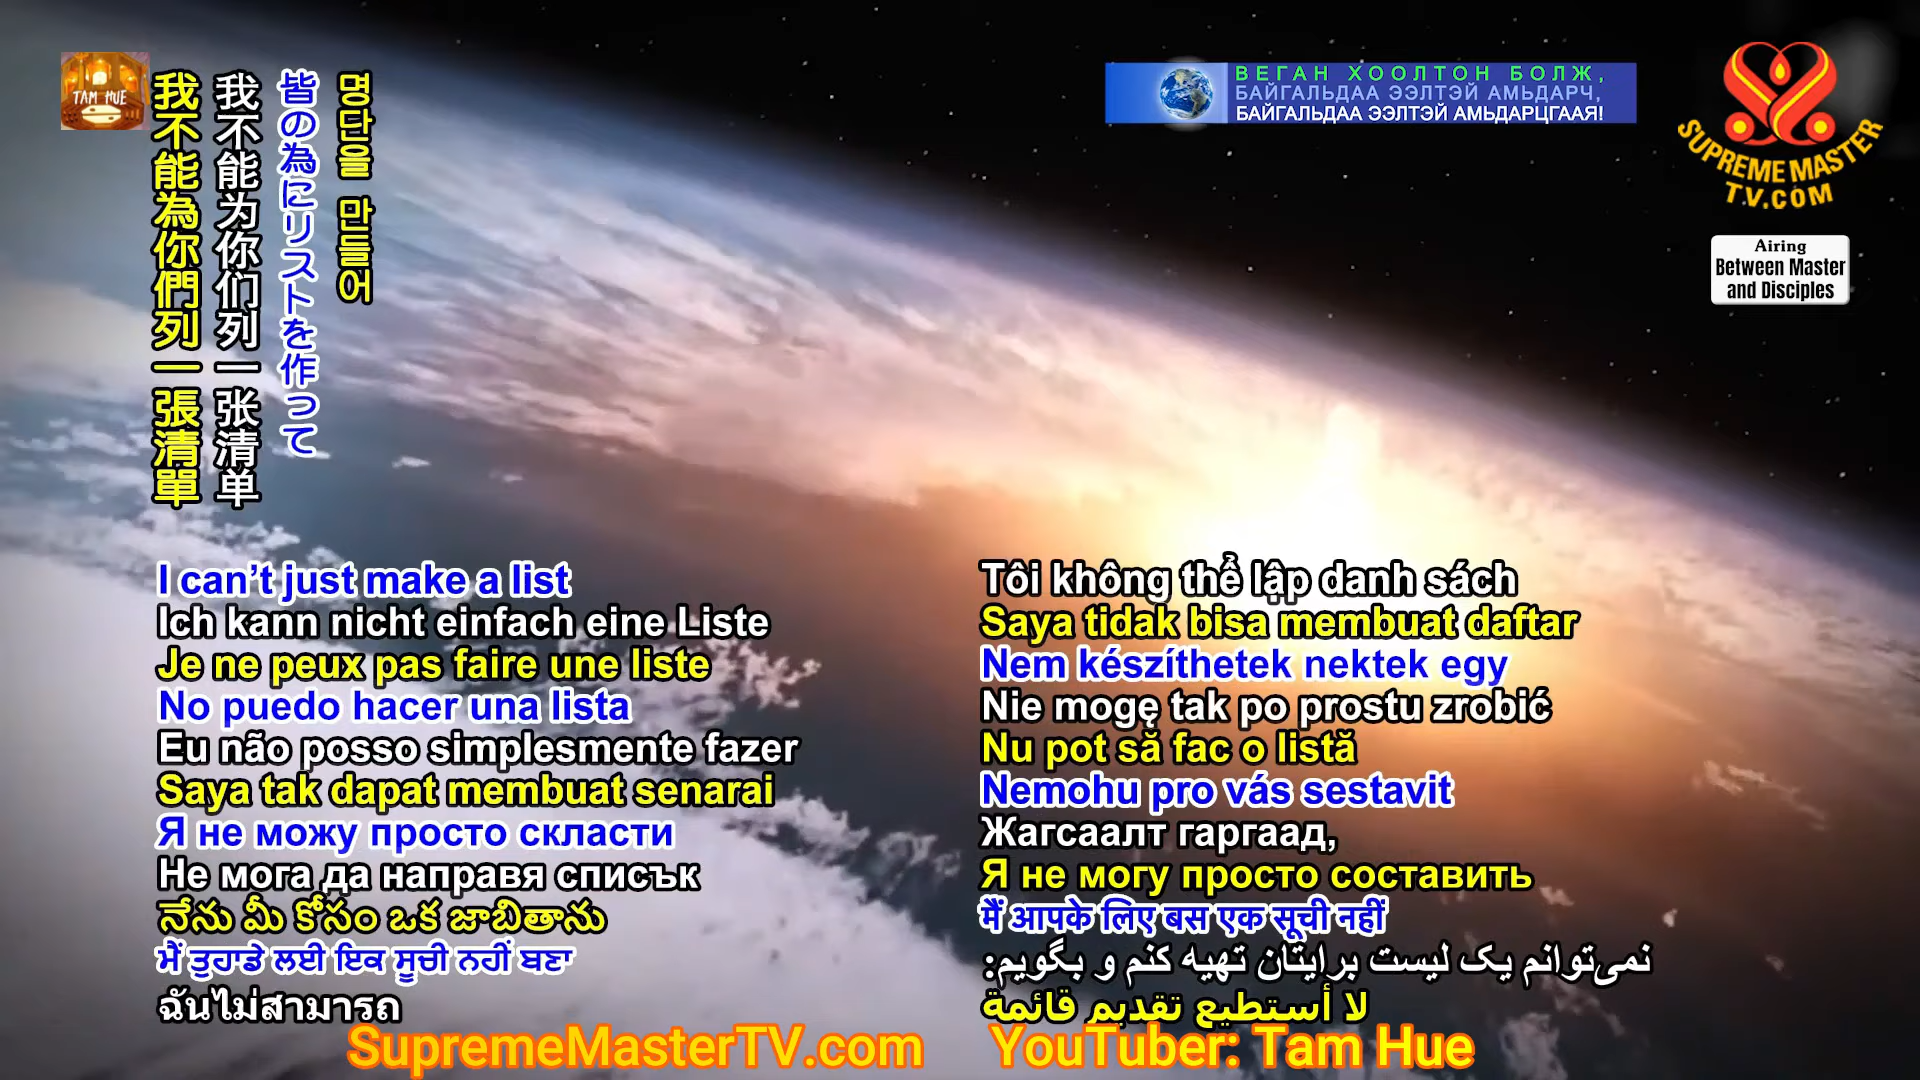 TAM HUE
我不能為你們列一張清單
我不能为你们列一张清单
皆の為にリストを作って
명단을 만들어
ВЕГАН ХООЛТОН БОЛЖ,
БАЙГАЛЬДАА ЭЭЛТЭЙ АМЬДАРЧ,
БАЙГАЛЬДАА ЭЭЛТЭЙ АМЬДАРЦГААЯ!
SUPREME MASTER
TV.COM
Airing
Between Master
and Disciples
I can’t just make a list
Ich kann nicht einfach eine Liste
Je ne peux pas faire une liste
No puedo hacer una lista
Eu não posso simplesmente fazer
Saya tak dapat membuat senarai
Я не можу просто скласти
Не мога да направя списък
నేను మీ కోసం ఒక జాబితాను
ਮੈਂ ਤੁਹਾਡੇ ਲਈ ਇਕ ਸੂਚੀ ਨਹੀਂ ਬਣਾ
ฉันไม่สามารถ
Tôi không thể lập danh sách
Saya tidak bisa membuat daftar
Nem készíthetek nektek egy
Nie mogę tak po prostu zrobić
Nu pot să fac o listă
Nemohu pro vás sestavit
Жагсаалт гаргаад,
Я не могу просто составить
मैं आपके लिए बस एक सूची नहीं
نمی‌توانم یک لیست برایتان تهیه کنم و بگویم:
لا أستطيع تقديم قائمة
SupremeMasterTV.com
YouTuber: Tam Hue